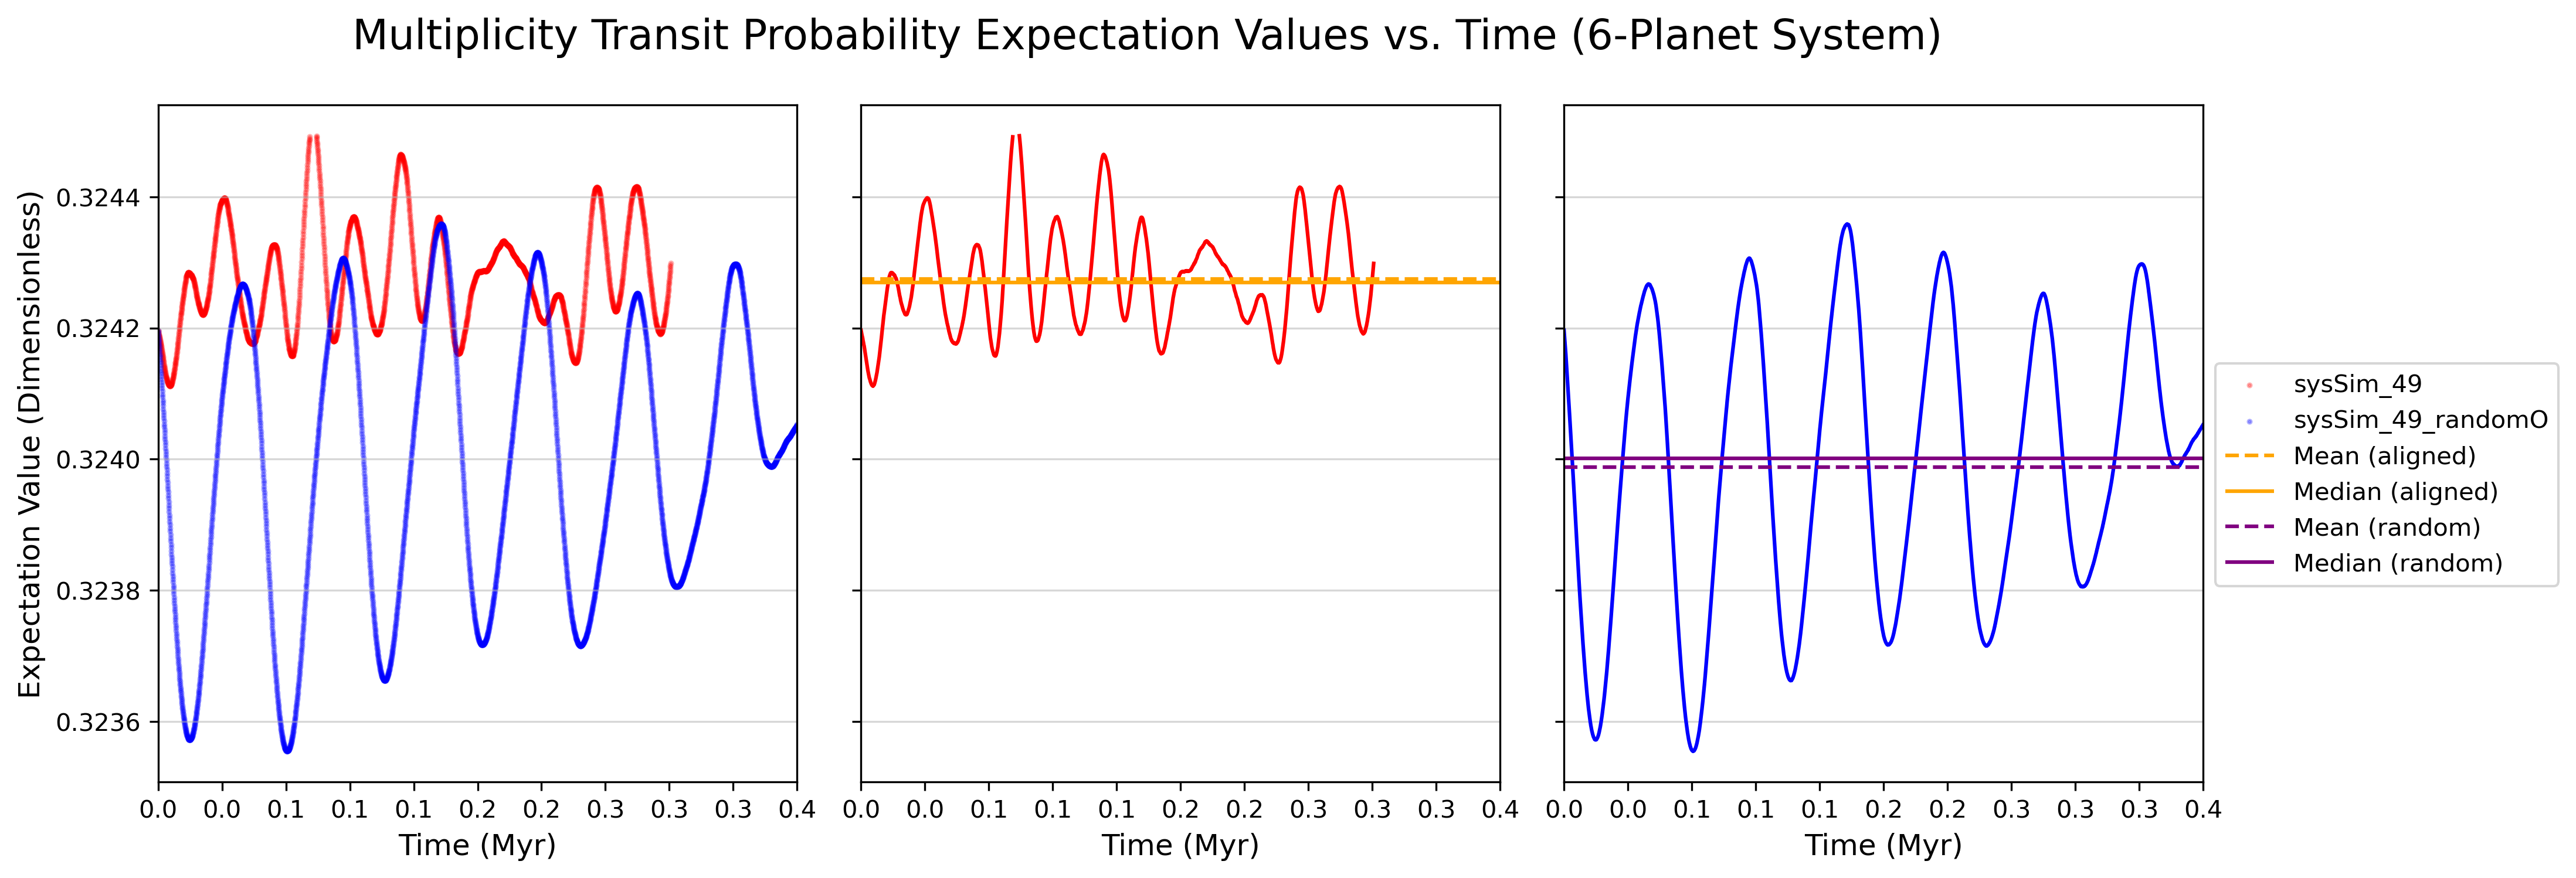 Multiplicity Transit Probability Expectation Values vs. Time (6-Planet System)
Expectation Value (Dimensionless)
0.3244
0.3242
0.3240
0.3238
0.3236
0.0 0.0 0.1 0.1 0.1 0.2 0.2 0.3 0.3 0.3 0.4
Time (Myr)
0.0 0.0 0.1 0.1 0.1 0.2 0.2 0.3 0.3 0.3 0.4
Time (Myr)
0.0 0.0 0.1 0.1 0.1 0.2 0.2 0.3 0.3 0.3 0.4
Time (Myr)
sysSim_49
sysSim_49_randomO
Mean (aligned)
Median (aligned)
Mean (random)
Median (random)